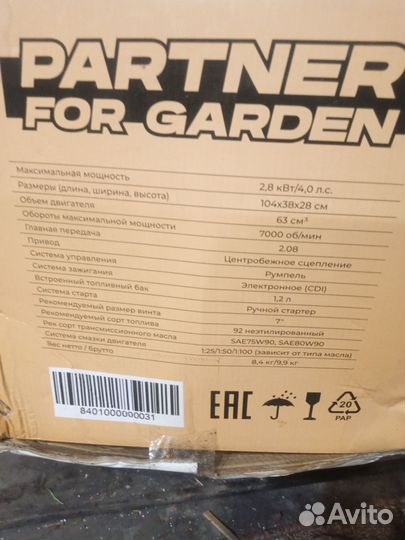 PARTNER
FOR GARDEN
Максимальная мощность 2,8 кВт/4,0 л.с.
Размеры (длина, ширина, высота) 104x38x28 см
Объем двигателя 63 см³
Обороты максимальной мощности 7000 об/мин
Главная передача 2.08
Привод Центробежное сцепление
Система управления Румпель
Система зажигания Электронное (CDI)
Встроенный топливный бак 1,2 л
Система старта Ручной стартер
Рекомендуемый размер винта 7"
Рекомендуемый сорт топлива 92 неэтилированный
Рек сорт трансмиссионного масла SAE75W90, SAE80W90
Система смазки двигателя 1:25/1:50/1:100 (зависит от типа масла)
Вес нетто / брутто 8,4 кг/9,9 кг
8401000000031
EAC
20
PAP
Avito